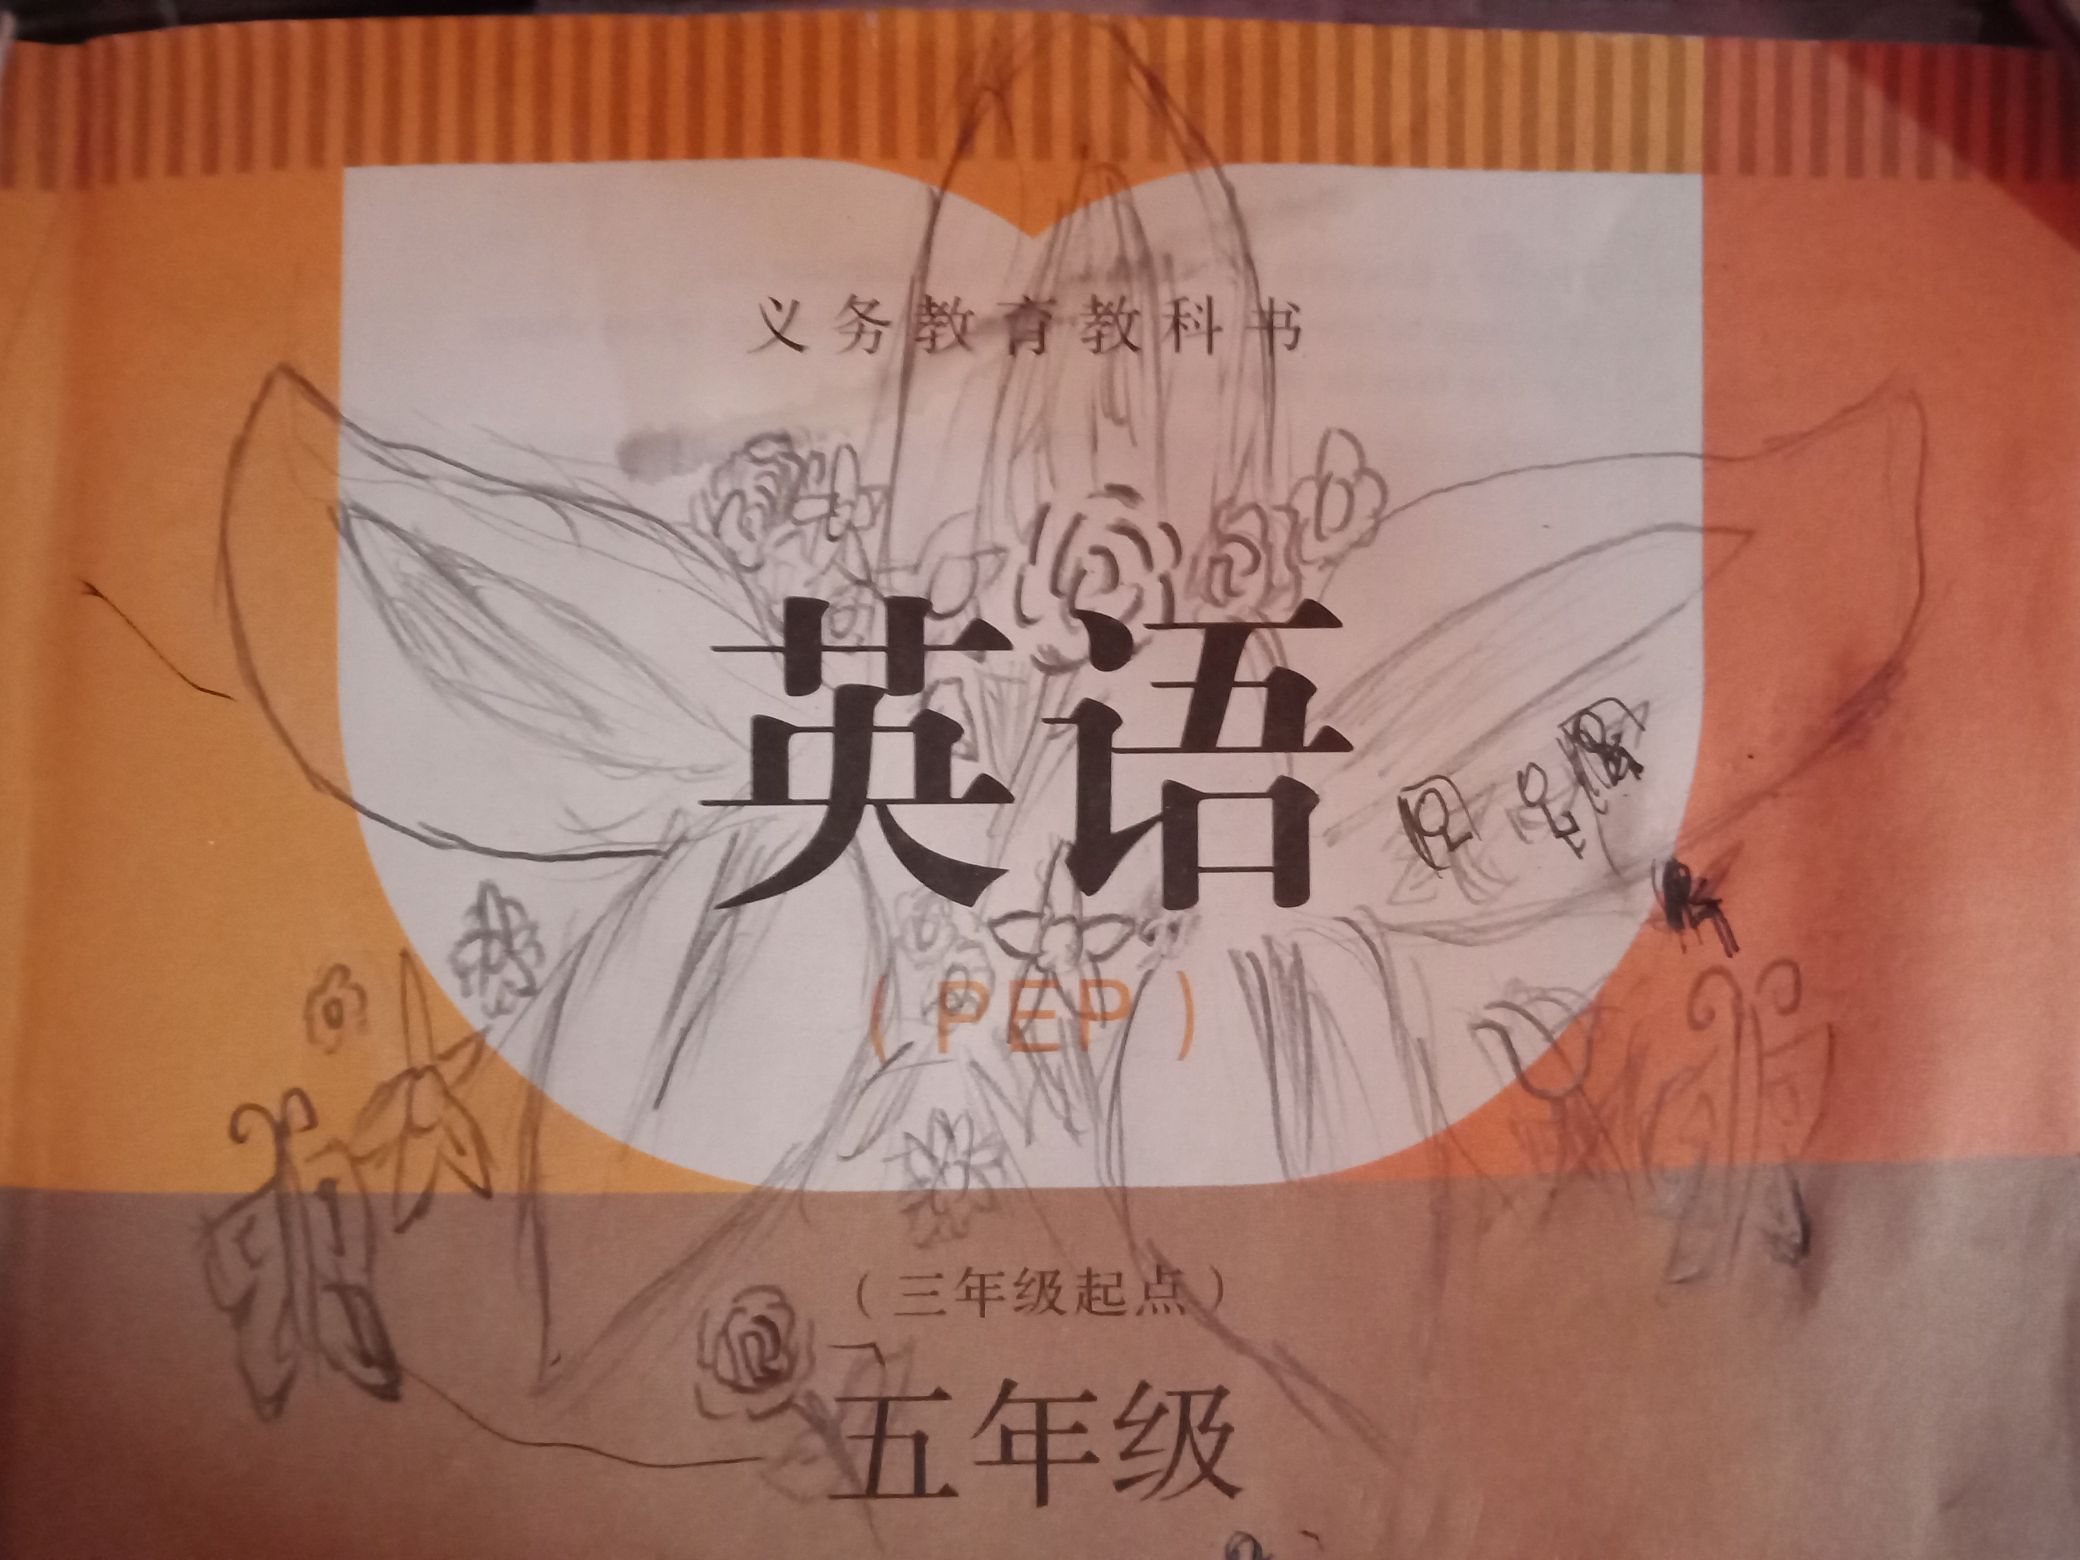 义务教育教科书
英语
(PEP)
(三年级起点)
五年级